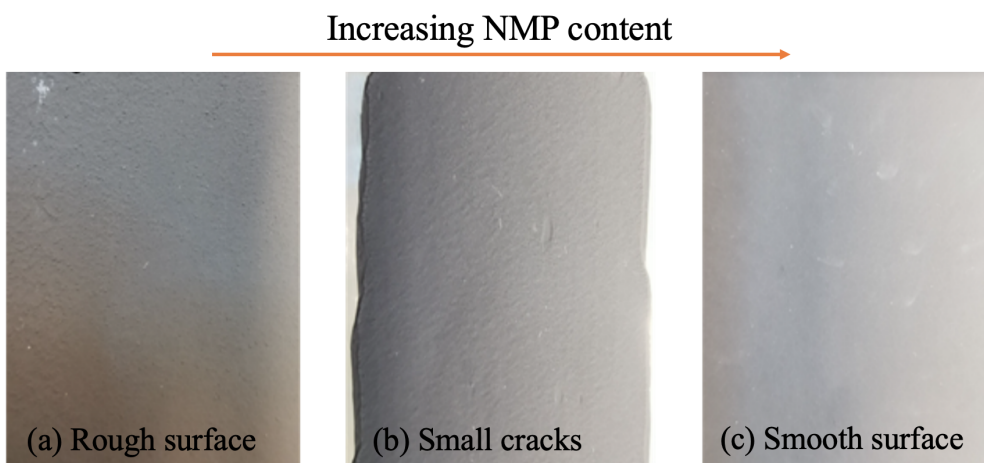 Increasing NMP content
(a) Rough surface
(b) Small cracks
(c) Smooth surface